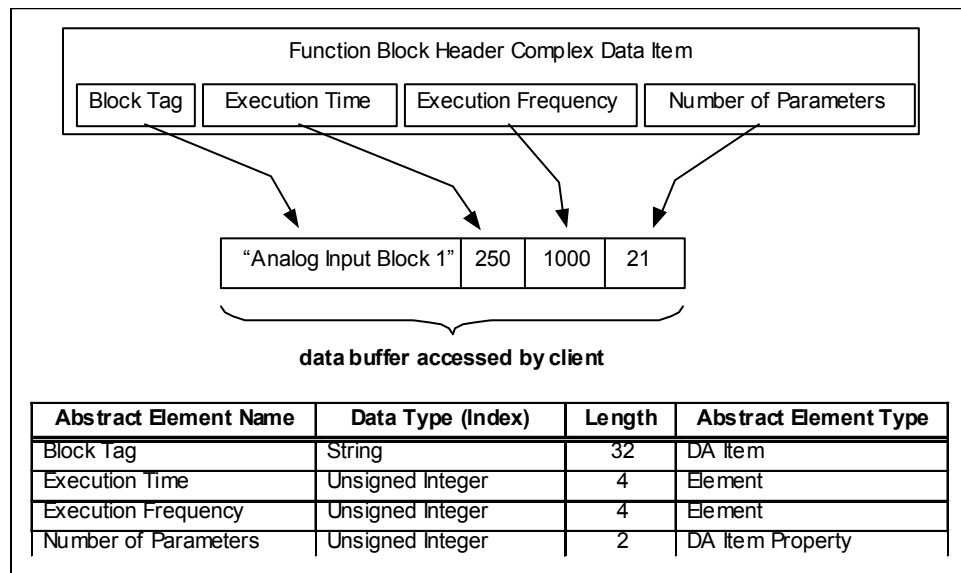 Function Block Header Complex Data Item
Block Tag Execution Time Execution Frequency Number of Parameters
“Analog Input Block 1” 250 1000 21
data buffer accessed by client
Abstract Element Name Data Type (Index) Length Abstract Element Type
Block Tag String 32 DA Item
Execution Time Unsigned Integer 4 Element
Execution Frequency Unsigned Integer 4 Element
Number of Parameters Unsigned Integer 2 DA Item Property